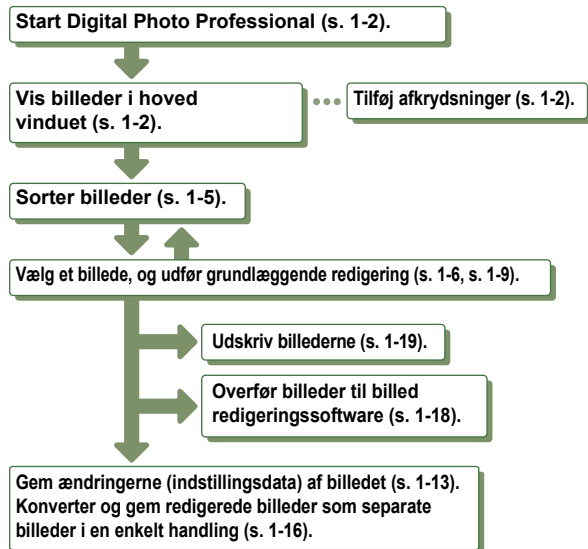 Start Digital Photo Professional (s. 1-2).
Vis billeder i hoved
vinduet (s. 1-2).
Tilføj afkrydsninger (s. 1-2).
Sorter billeder (s. 1-5).
Vælg et billede, og udfør grundlæggende redigering (s. 1-6, s. 1-9).
Udskriv billederne (s. 1-19).
Overfør billeder til billed
redigeringssoftware (s. 1-18).
Gem ændringerne (indstillingsdata) af billedet (s. 1-13).
Konverter og gem redigerede billeder som separate
billeder i en enkelt handling (s. 1-16).